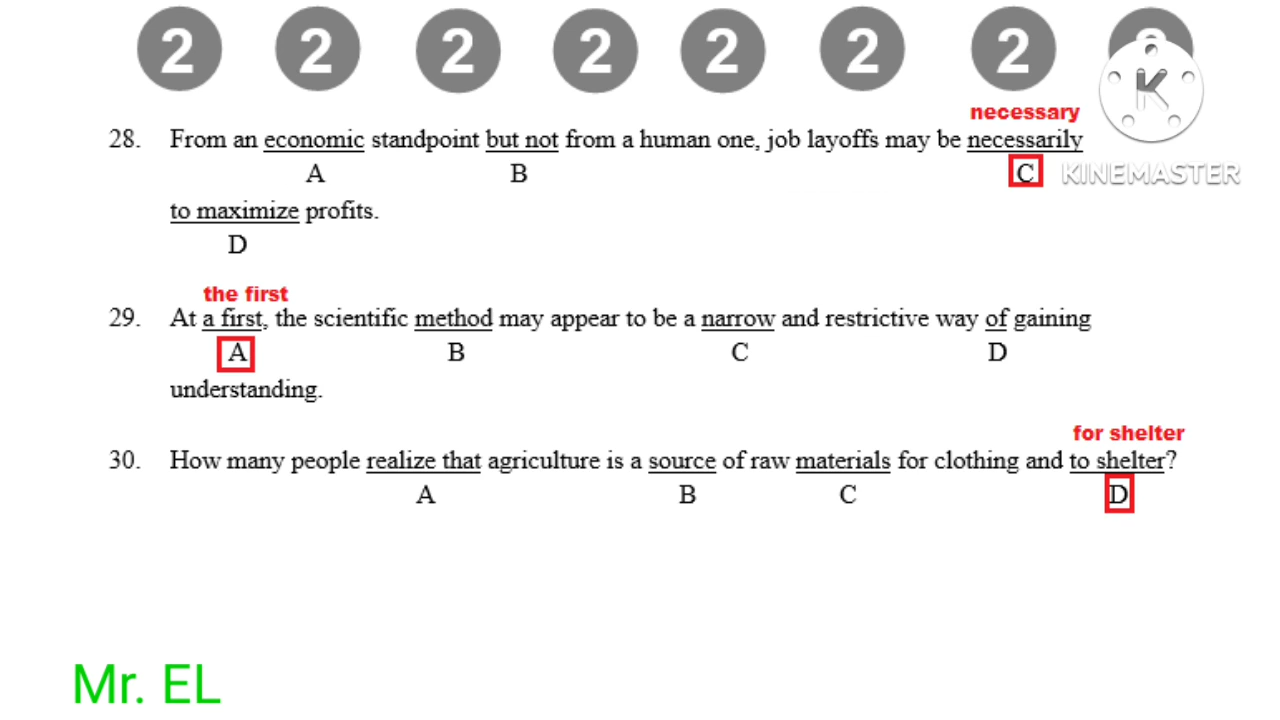 2 2 2 2 2 2 2
necessary
28. From an economic standpoint but not from a human one, job layoffs may be necessarily
A B C
KINEMASTER
to maximize profits.
D
the first
29. At a first, the scientific method may appear to be a narrow and restrictive way of gaining
A B C D
understanding.
for shelter
30. How many people realize that agriculture is a source of raw materials for clothing and to shelter?
A B C D
Mr. EL